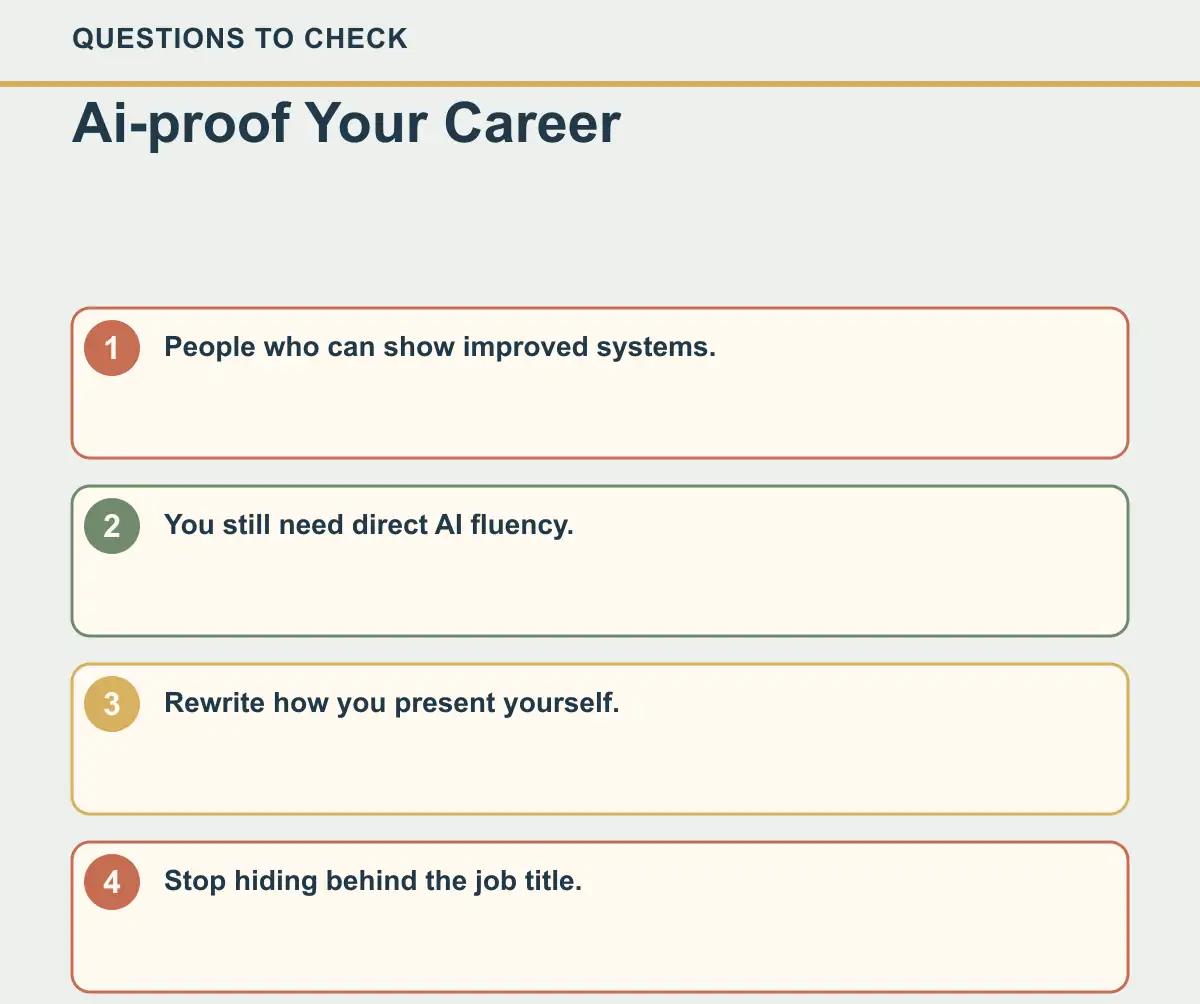 QUESTIONS TO CHECK
Ai-proof Your Career
1 People who can show improved systems.
2 You still need direct AI fluency.
3 Rewrite how you present yourself.
4 Stop hiding behind the job title.